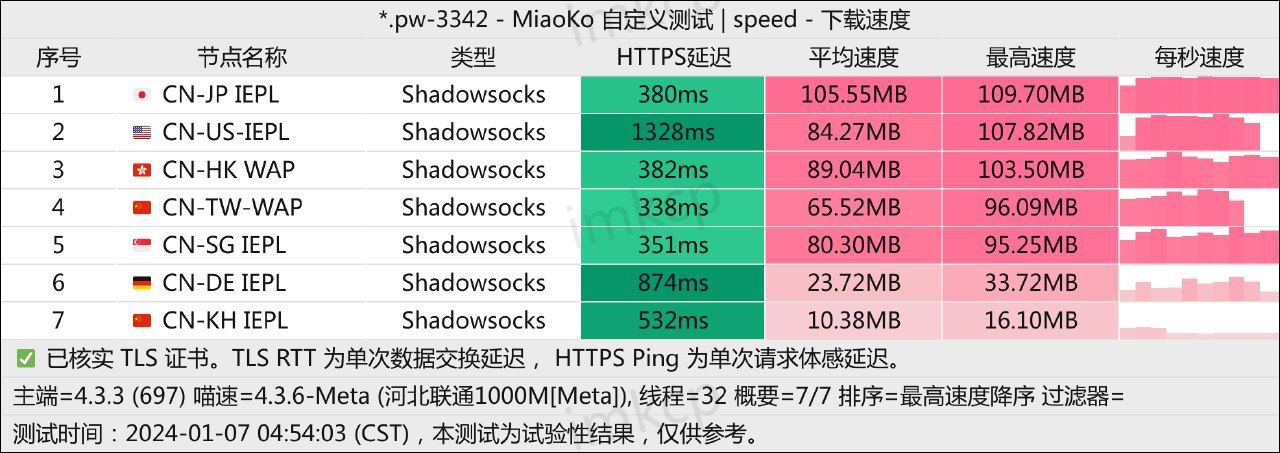 *.pw-3342 - MiaoKo 自定义测试 | speed - 下载速度
序号 节点名称 类型 HTTPS延迟 平均速度 最高速度 每秒速度
1 CN-JP IEPL Shadowsocks 380ms 105.55MB 109.70MB
2 CN-US-IEPL Shadowsocks 1328ms 84.27MB 107.82MB
3 CN-HK WAP Shadowsocks 382ms 89.04MB 103.50MB
4 CN-TW-WAP Shadowsocks 338ms 65.52MB 96.09MB
5 CN-SG IEPL Shadowsocks 351ms 80.30MB 95.25MB
6 CN-DE IEPL Shadowsocks 874ms 23.72MB 33.72MB
7 CN-KH IEPL Shadowsocks 532ms 10.38MB 16.10MB
✅ 已核实 TLS 证书。TLS RTT 为单次数据交换延迟， HTTPS Ping 为单次请求体感延迟。
主端=4.3.3 (697) 喵速=4.3.6-Meta (河北联通1000M[Meta]), 线程=32 概要=7/7 排序=最高速度降序 过滤器=
测试时间：2024-01-07 04:54:03 (CST)，本测试为试验性结果，仅供参考。
imkcp
imkcp
imkcp